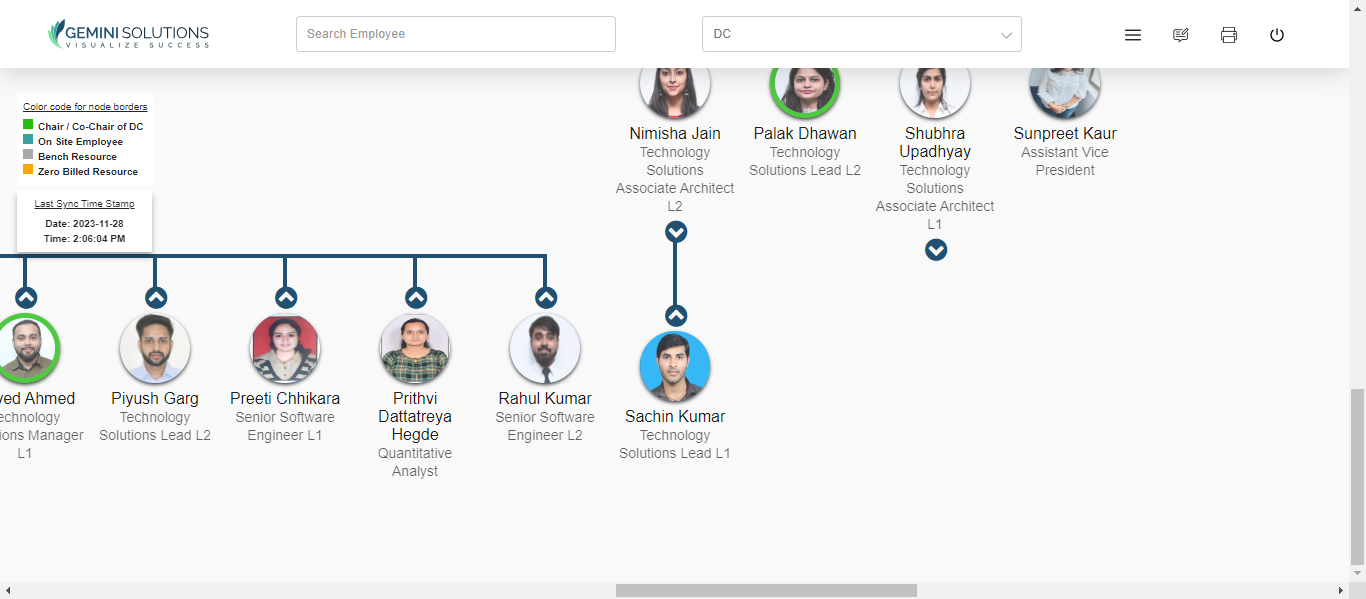 GEMINI SOLUTIONS
VISUALIZE SUCCESS
Search Employee
DC
Color code for node borders
Chair / Co-Chair of DC
On Site Employee
Bench Resource
Zero Billed Resource
Last Sync Time Stamp
Date: 2023-11-28
Time: 2:06:04 PM
Nimisha Jain
Technology
Solutions
Associate Architect
L2
Palak Dhawan
Technology
Solutions Lead L2
Shubhra
Upadhyay
Technology
Solutions
Associate Architect
L1
Sunpreet Kaur
Assistant Vice
President
yed Ahmed
echnology
ions Manager
L1
Piyush Garg
Technology
Solutions Lead L2
Preeti Chhikara
Senior Software
Engineer L1
Prithvi
Dattatreya
Hegde
Quantitative
Analyst
Rahul Kumar
Senior Software
Engineer L2
Sachin Kumar
Technology
Solutions Lead L1